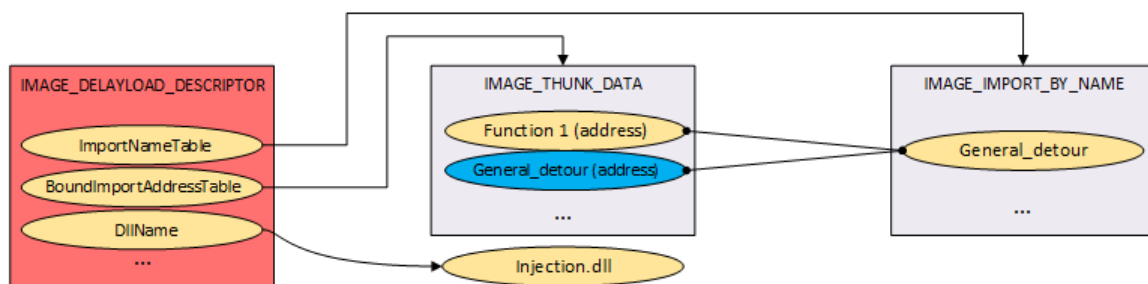 IMAGE_DELAYLOAD_DESCRIPTOR
ImportNameTable
BoundImportAddressTable
DllName
...
IMAGE_THUNK_DATA
Function 1 (address)
General_detour (address)
...
Injection.dll
IMAGE_IMPORT_BY_NAME
General_detour
...